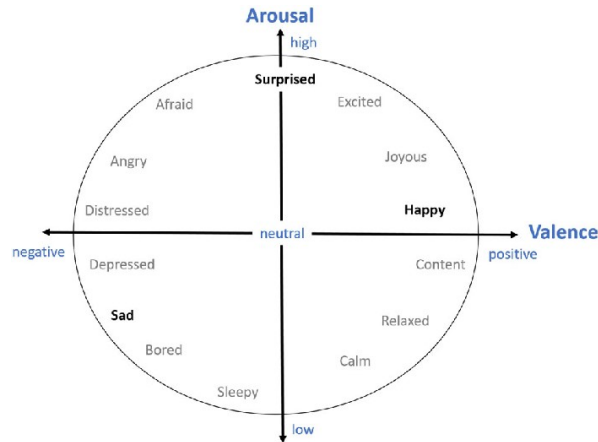 Arousal
high
Surprised
Afraid
Excited
Angry
Joyous
Distressed
Happy
neutral
Valence
negative
positive
Depressed
Content
Sad
Relaxed
Bored
Calm
Sleepy
low